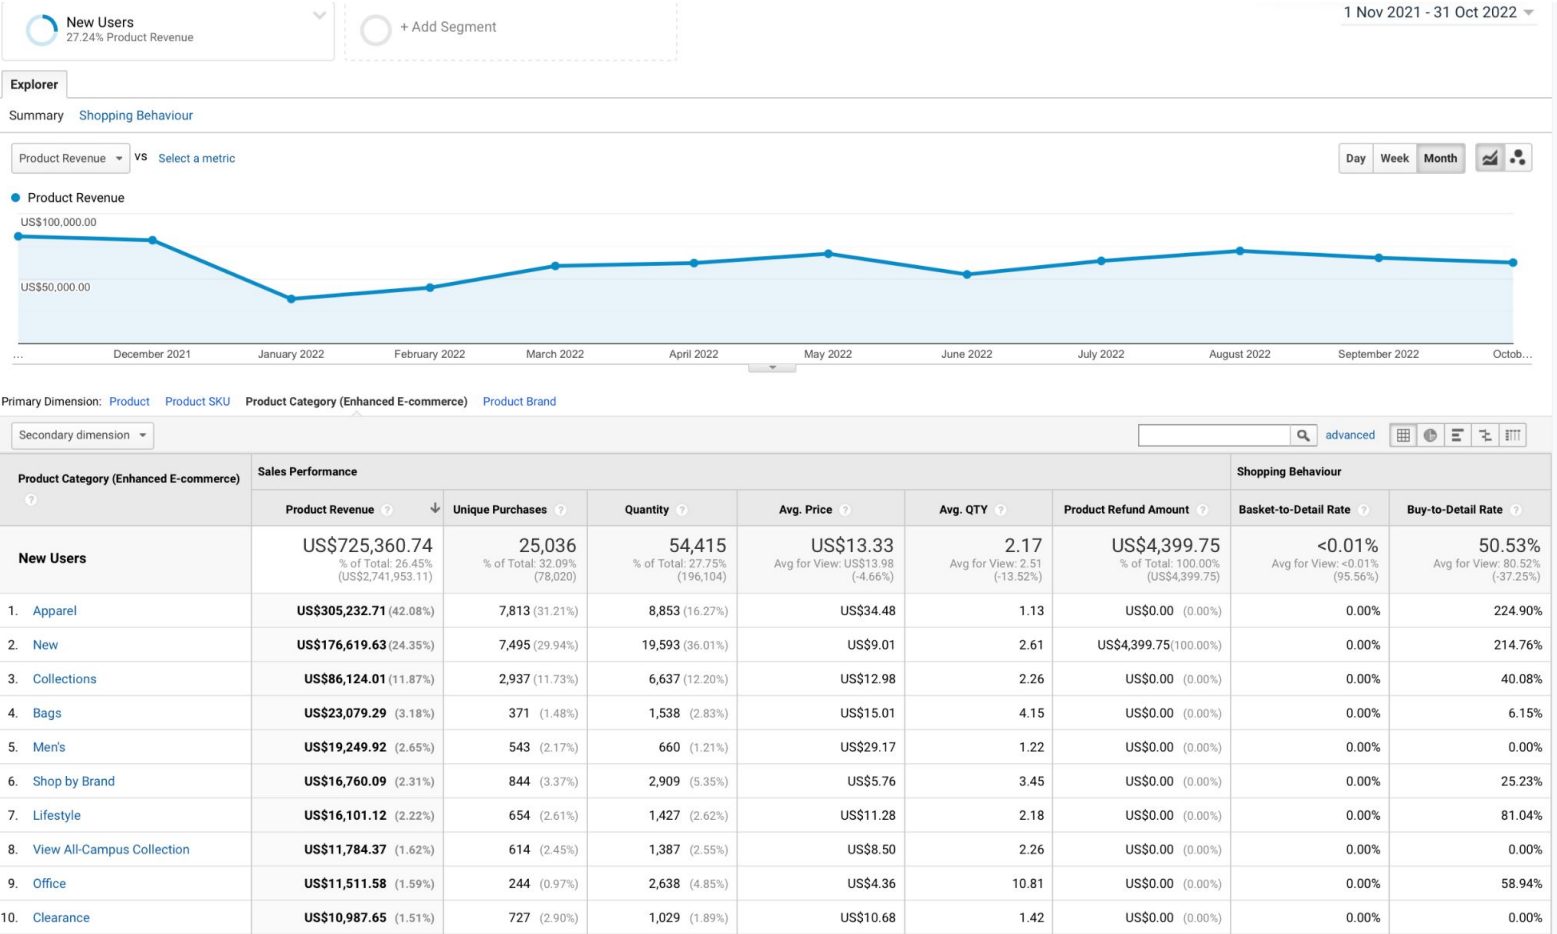 New Users
27.24% Product Revenue
+ Add Segment
1 Nov 2021 - 31 Oct 2022
Explorer
Summary Shopping Behaviour
Product Revenue VS Select a metric
Day Week Month
Product Revenue
US$100,000.00
US$50,000.00
... December 2021 January 2022 February 2022 March 2022 April 2022 May 2022 June 2022 July 2022 August 2022 September 2022 Octob...
Primary Dimension: Product Product SKU Product Category (Enhanced E-commerce) Product Brand
Secondary dimension advanced
Product Category (Enhanced E-commerce) ? Sales Performance Shopping Behaviour
Product Revenue ? Unique Purchases ? Quantity ? Avg. Price ? Avg. QTY ? Product Refund Amount ? Basket-to-Detail Rate ? Buy-to-Detail Rate ?
New Users US$725,360.74 25,036 54,415 US$13.33 2.17 US$4,399.75 <0.01% 50.53%
% of Total: 26.45% % of Total: 32.09% % of Total: 27.75% Avg for View: US$13.98 Avg for View: 2.51 % of Total: 100.00% Avg for View: <0.01% Avg for View: 80.52%
(US$2,741,953.11) (78,020) (196,104) (-4.66%) (-13.52%) (US$4,399.75) (95.56%) (-37.25%)
1. Apparel US$305,232.71 (42.08%) 7,813 (31.21%) 8,853 (16.27%) US$34.48 1.13 US$0.00 (0.00%) 0.00% 224.90%
2. New US$176,619.63 (24.35%) 7,495 (29.94%) 19,593 (36.01%) US$9.01 2.61 US$4,399.75(100.00%) 0.00% 214.76%
3. Collections US$86,124.01 (11.87%) 2,937 (11.73%) 6,637 (12.20%) US$12.98 2.26 US$0.00 (0.00%) 0.00% 40.08%
4. Bags US$23,079.29 (3.18%) 371 (1.48%) 1,538 (2.83%) US$15.01 4.15 US$0.00 (0.00%) 0.00% 6.15%
5. Men's US$19,249.92 (2.65%) 543 (2.17%) 660 (1.21%) US$29.17 1.22 US$0.00 (0.00%) 0.00% 0.00%
6. Shop by Brand US$16,760.09 (2.31%) 844 (3.37%) 2,909 (5.35%) US$5.76 3.45 US$0.00 (0.00%) 0.00% 25.23%
7. Lifestyle US$16,101.12 (2.22%) 654 (2.61%) 1,427 (2.62%) US$11.28 2.18 US$0.00 (0.00%) 0.00% 81.04%
8. View All-Campus Collection US$11,784.37 (1.62%) 614 (2.45%) 1,387 (2.55%) US$8.50 2.26 US$0.00 (0.00%) 0.00% 0.00%
9. Office US$11,511.58 (1.59%) 244 (0.97%) 2,638 (4.85%) US$4.36 10.81 US$0.00 (0.00%) 0.00% 58.94%
10. Clearance US$10,987.65 (1.51%) 727 (2.90%) 1,029 (1.89%) US$10.68 1.42 US$0.00 (0.00%) 0.00% 0.00%